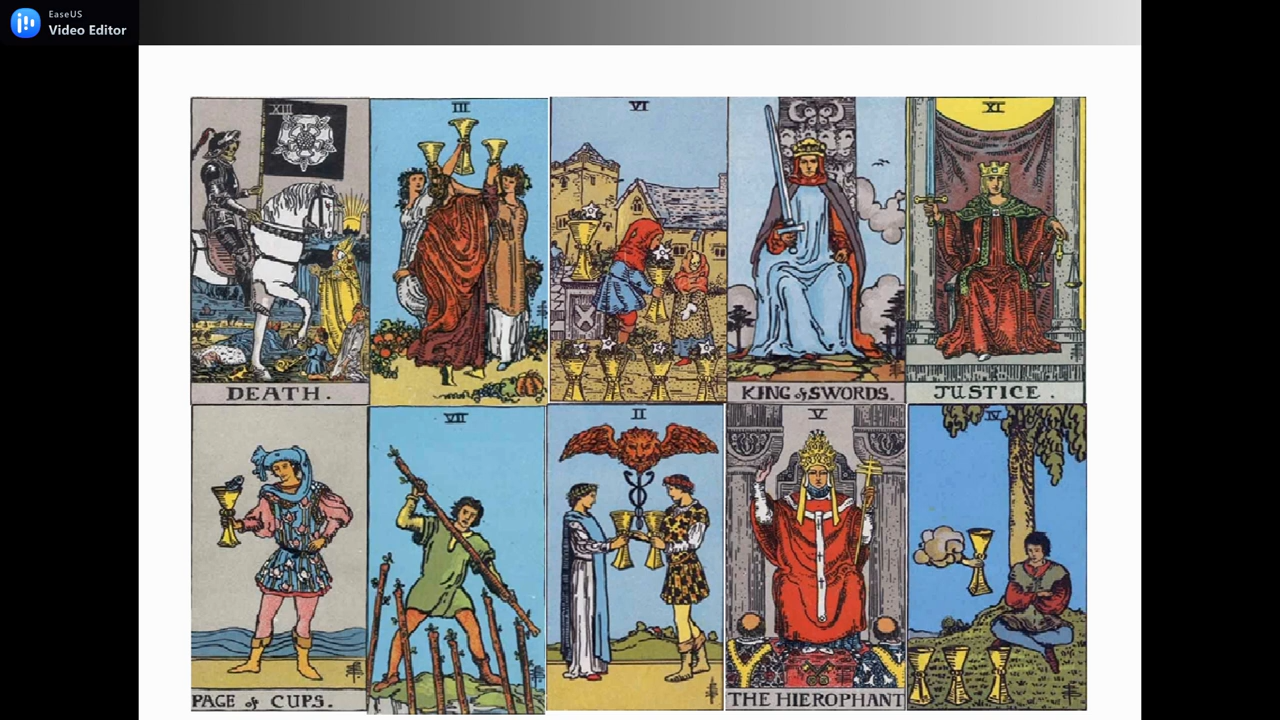 EaseUS
Video Editor
XIII
III
VI
XI
DEATH.
KING of SWORDS.
JUSTICE.
VII
II
V
IV
PAGE of CUPS.
THE HIEROPHANT